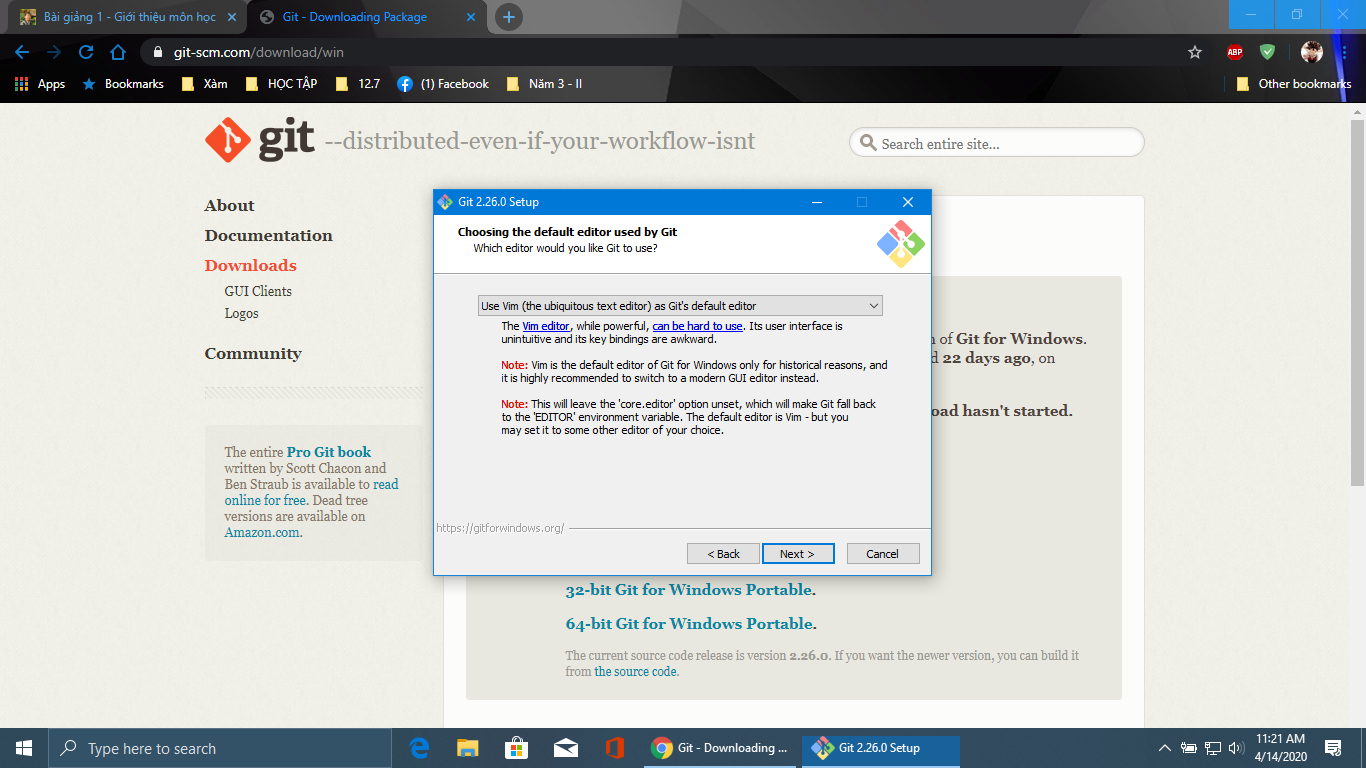 Bài giảng 1 - Giới thiệu môn học
Git - Downloading Package
git-scm.com/download/win
ABP
Apps
Bookmarks
Xàm
HỌC TẬP
12.7
(1) Facebook
Năm 3 - II
Other bookmarks
git --distributed-even-if-your-workflow-isnt
Search entire site...
About
Documentation
Downloads
GUI Clients
Logos
Community
The entire Pro Git book
written by Scott Chacon and
Ben Straub is available to read
online for free. Dead tree
versions are available on
Amazon.com.
Git 2.26.0 Setup
Choosing the default editor used by Git
Which editor would you like Git to use?
Use Vim (the ubiquitous text editor) as Git's default editor
The Vim editor, while powerful, can be hard to use. Its user interface is
unintuitive and its key bindings are awkward.
Note: Vim is the default editor of Git for Windows only for historical reasons, and
it is highly recommended to switch to a modern GUI editor instead.
Note: This will leave the 'core.editor' option unset, which will make Git fall back
to the 'EDITOR' environment variable. The default editor is Vim - but you
may set it to some other editor of your choice.
https://gitforwindows.org/
< Back
Next >
Cancel
of Git for Windows.
22 days ago, on
oad hasn't started.
32-bit Git for Windows Portable.
64-bit Git for Windows Portable.
The current source code release is version 2.26.0. If you want the newer version, you can build it
from the source code.
Type here to search
Git - Downloading ...
Git 2.26.0 Setup
11:21 AM
4/14/2020